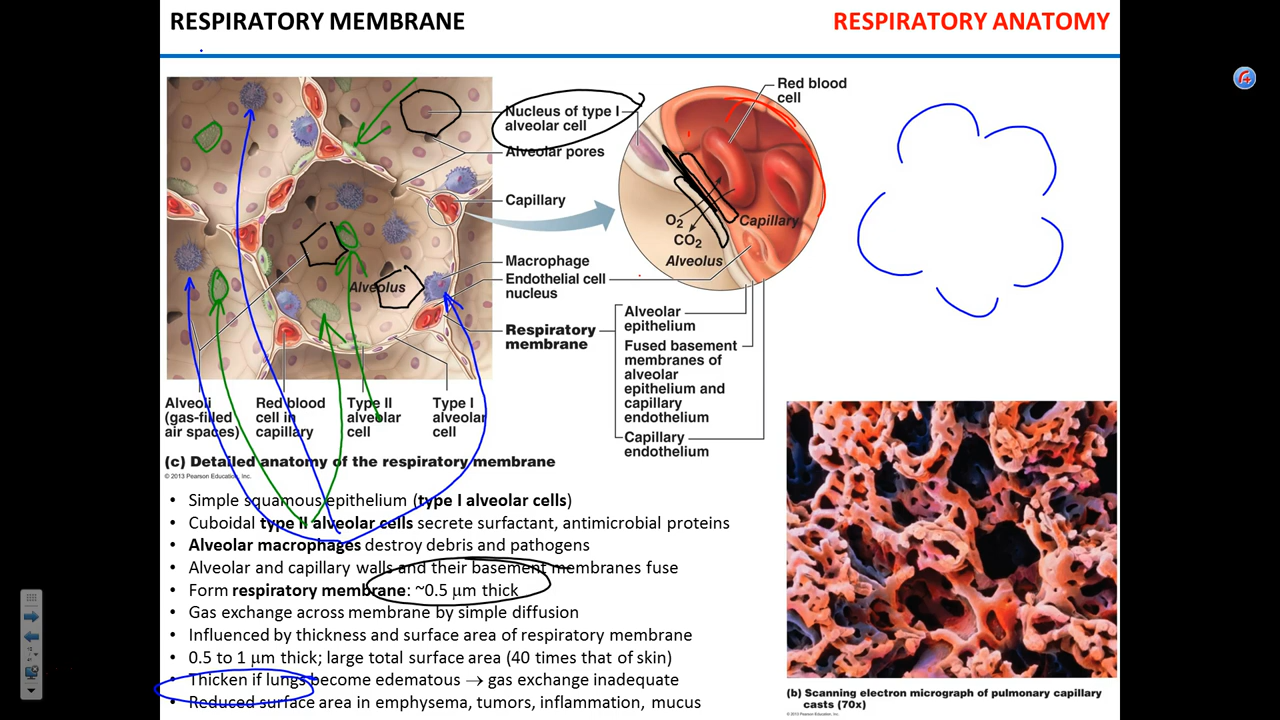 RESPIRATORY MEMBRANE
RESPIRATORY ANATOMY
Nucleus of type I
alveolar cell
Alveolar pores
Capillary
Macrophage
Endothelial cell
nucleus
Respiratory
membrane
Alveolus
Alveoli
(gas-filled
air spaces)
Red blood
cell in
capillary
Type II
alveolar
cell
Type I
alveolar
cell
Red blood
cell
O2
Capillary
CO2
Alveolus
Alveolar
epithelium
Fused basement
membranes of
alveolar
epithelium and
capillary
endothelium
Capillary
endothelium
(c) Detailed anatomy of the respiratory membrane
© 2013 Pearson Education, Inc.
• Simple squamous epithelium (type I alveolar cells)
• Cuboidal type II alveolar cells secrete surfactant, antimicrobial proteins
• Alveolar macrophages destroy debris and pathogens
• Alveolar and capillary walls and their basement membranes fuse
• Form respiratory membrane: ~0.5 μm thick
• Gas exchange across membrane by simple diffusion
• Influenced by thickness and surface area of respiratory membrane
• 0.5 to 1 μm thick; large total surface area (40 times that of skin)
• Thicken if lungs become edematous → gas exchange inadequate
• Reduced surface area in emphysema, tumors, inflammation, mucus
(b) Scanning electron micrograph of pulmonary capillary
casts (70x)
© 2013 Pearson Education, Inc.